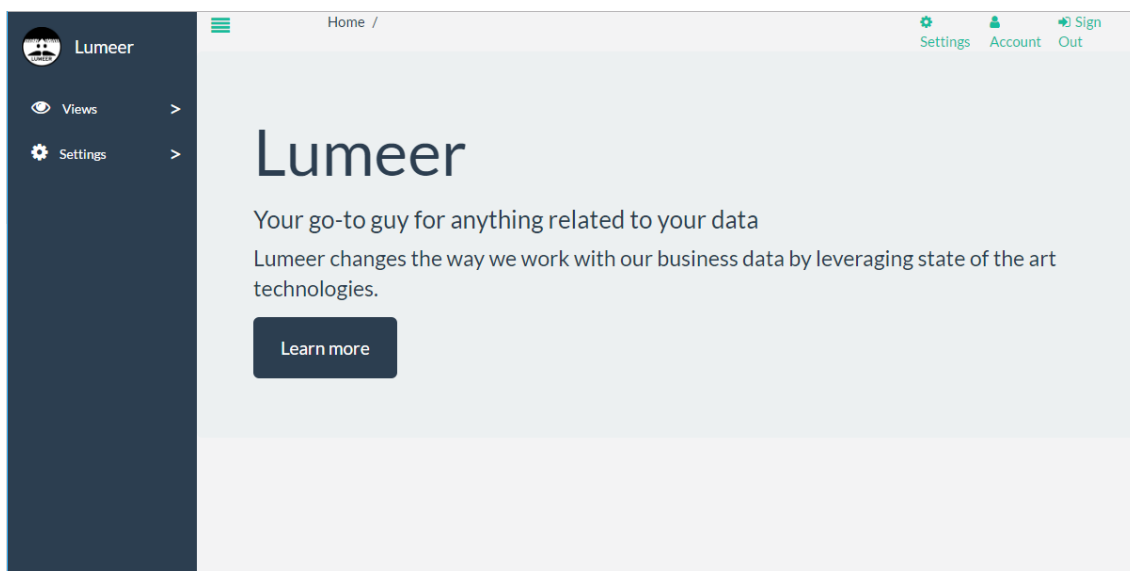 LUMEER
Lumeer
Views >
Settings >
Home /
Settings
Account
Sign
Out
Lumeer
Your go-to guy for anything related to your data
Lumeer changes the way we work with our business data by leveraging state of the art
technologies.
Learn more